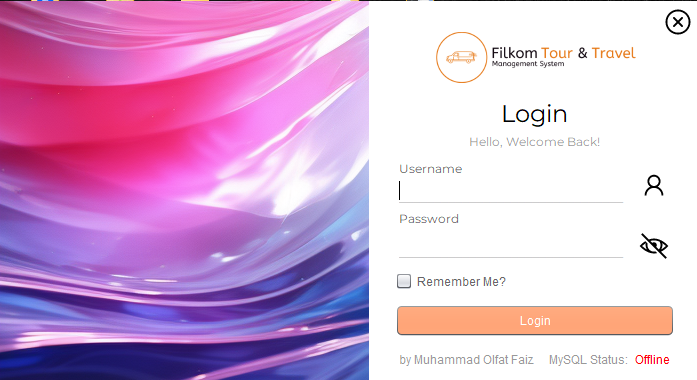 Filkom Tour & Travel
Management System
Login
Hello, Welcome Back!
Username
Password
Remember Me?
Login
by Muhammad Olfat Faiz MySQL Status: Offline